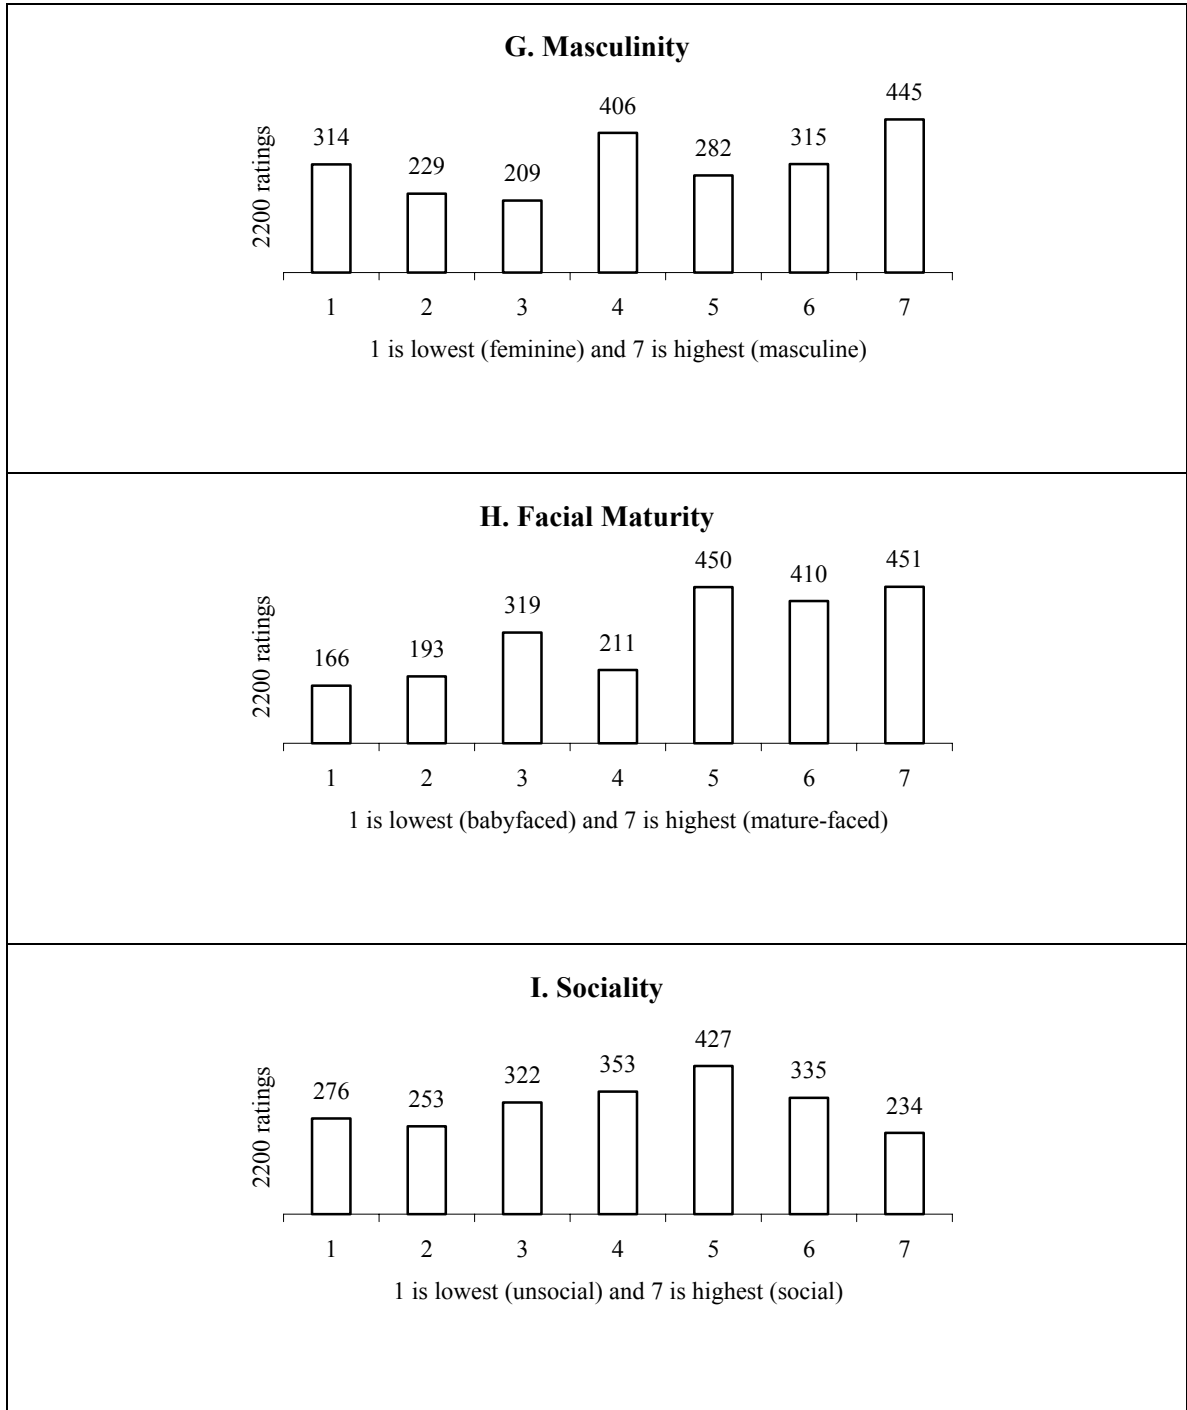 G. Masculinity
2200 ratings
314 229 209 406 282 315 445
1 2 3 4 5 6 7
1 is lowest (feminine) and 7 is highest (masculine)
H. Facial Maturity
2200 ratings
166 193 319 211 450 410 451
1 2 3 4 5 6 7
1 is lowest (babyfaced) and 7 is highest (mature-faced)
I. Sociality
2200 ratings
276 253 322 353 427 335 234
1 2 3 4 5 6 7
1 is lowest (unsocial) and 7 is highest (social)